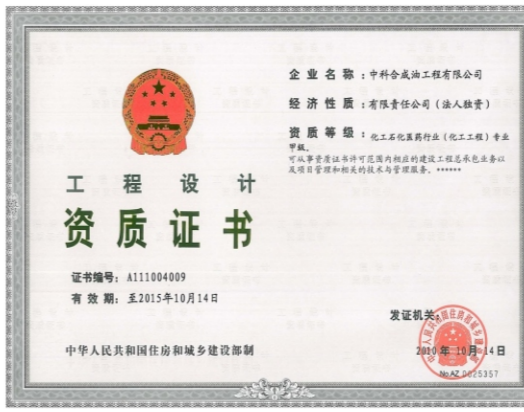 工程设计
资质证书
证书编号：A111004009
有效期：至2015年10月14日
中华人民共和国住房和城乡建设部制
企业名称：中科合成油工程有限公司
经济性质：有限责任公司（法人独资）
资质等级：化工石化医药行业（化工工程）专业
甲级。
可从事资质证书许可范围内相应的建设工程总承包业务以
及项目管理和相关的技术与管理服务。******
发证机关：
2010年10月14日
No AZ 0025357